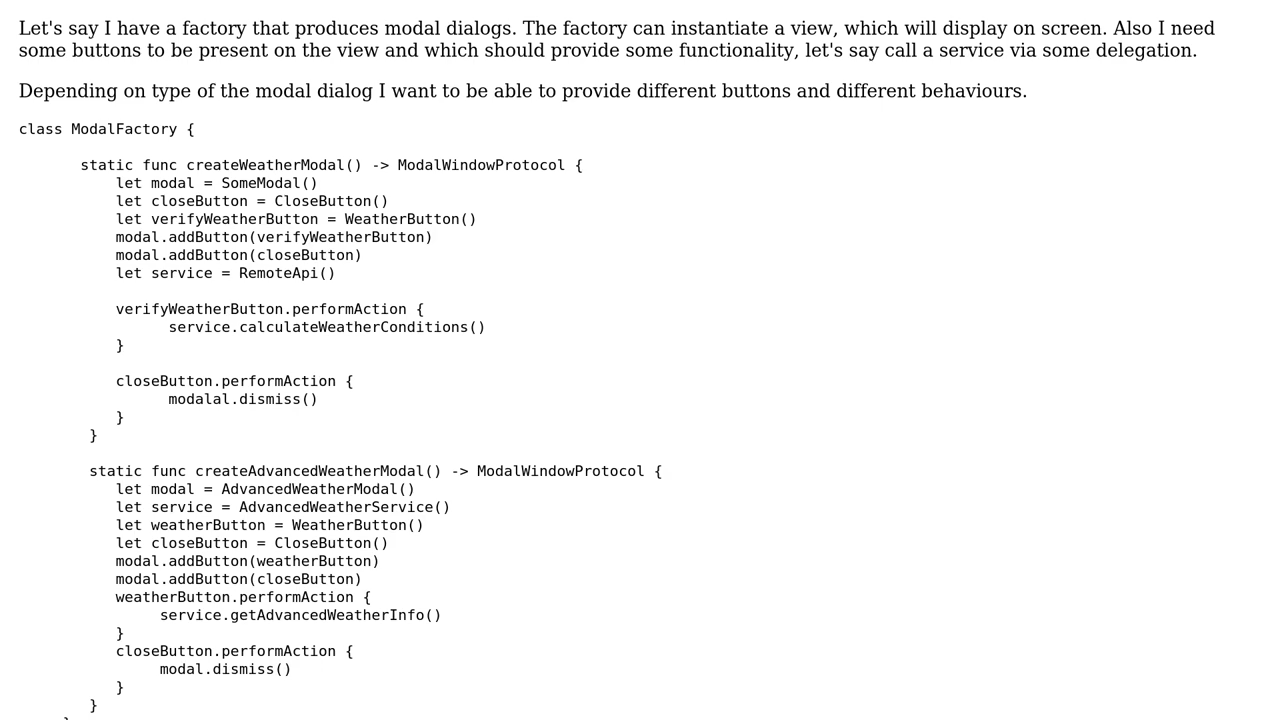 Let's say I have a factory that produces modal dialogs. The factory can instantiate a view, which will display on screen. Also I need
some buttons to be present on the view and which should provide some functionality, let's say call a service via some delegation.
Depending on type of the modal dialog I want to be able to provide different buttons and different behaviours.
class ModalFactory {
static func createWeatherModal() -> ModalWindowProtocol {
let modal = SomeModal()
let closeButton = CloseButton()
let verifyWeatherButton = WeatherButton()
modal.addButton(verifyWeatherButton)
modal.addButton(closeButton)
let service = RemoteApi()
verifyWeatherButton.performAction {
service.calculateWeatherConditions()
}
closeButton.performAction {
modalal.dismiss()
}
}
static func createAdvancedWeatherModal() -> ModalWindowProtocol {
let modal = AdvancedWeatherModal()
let service = AdvancedWeatherService()
let weatherButton = WeatherButton()
let closeButton = CloseButton()
modal.addButton(weatherButton)
modal.addButton(closeButton)
weatherButton.performAction {
service.getAdvancedWeatherInfo()
}
closeButton.performAction {
modal.dismiss()
}
}
}